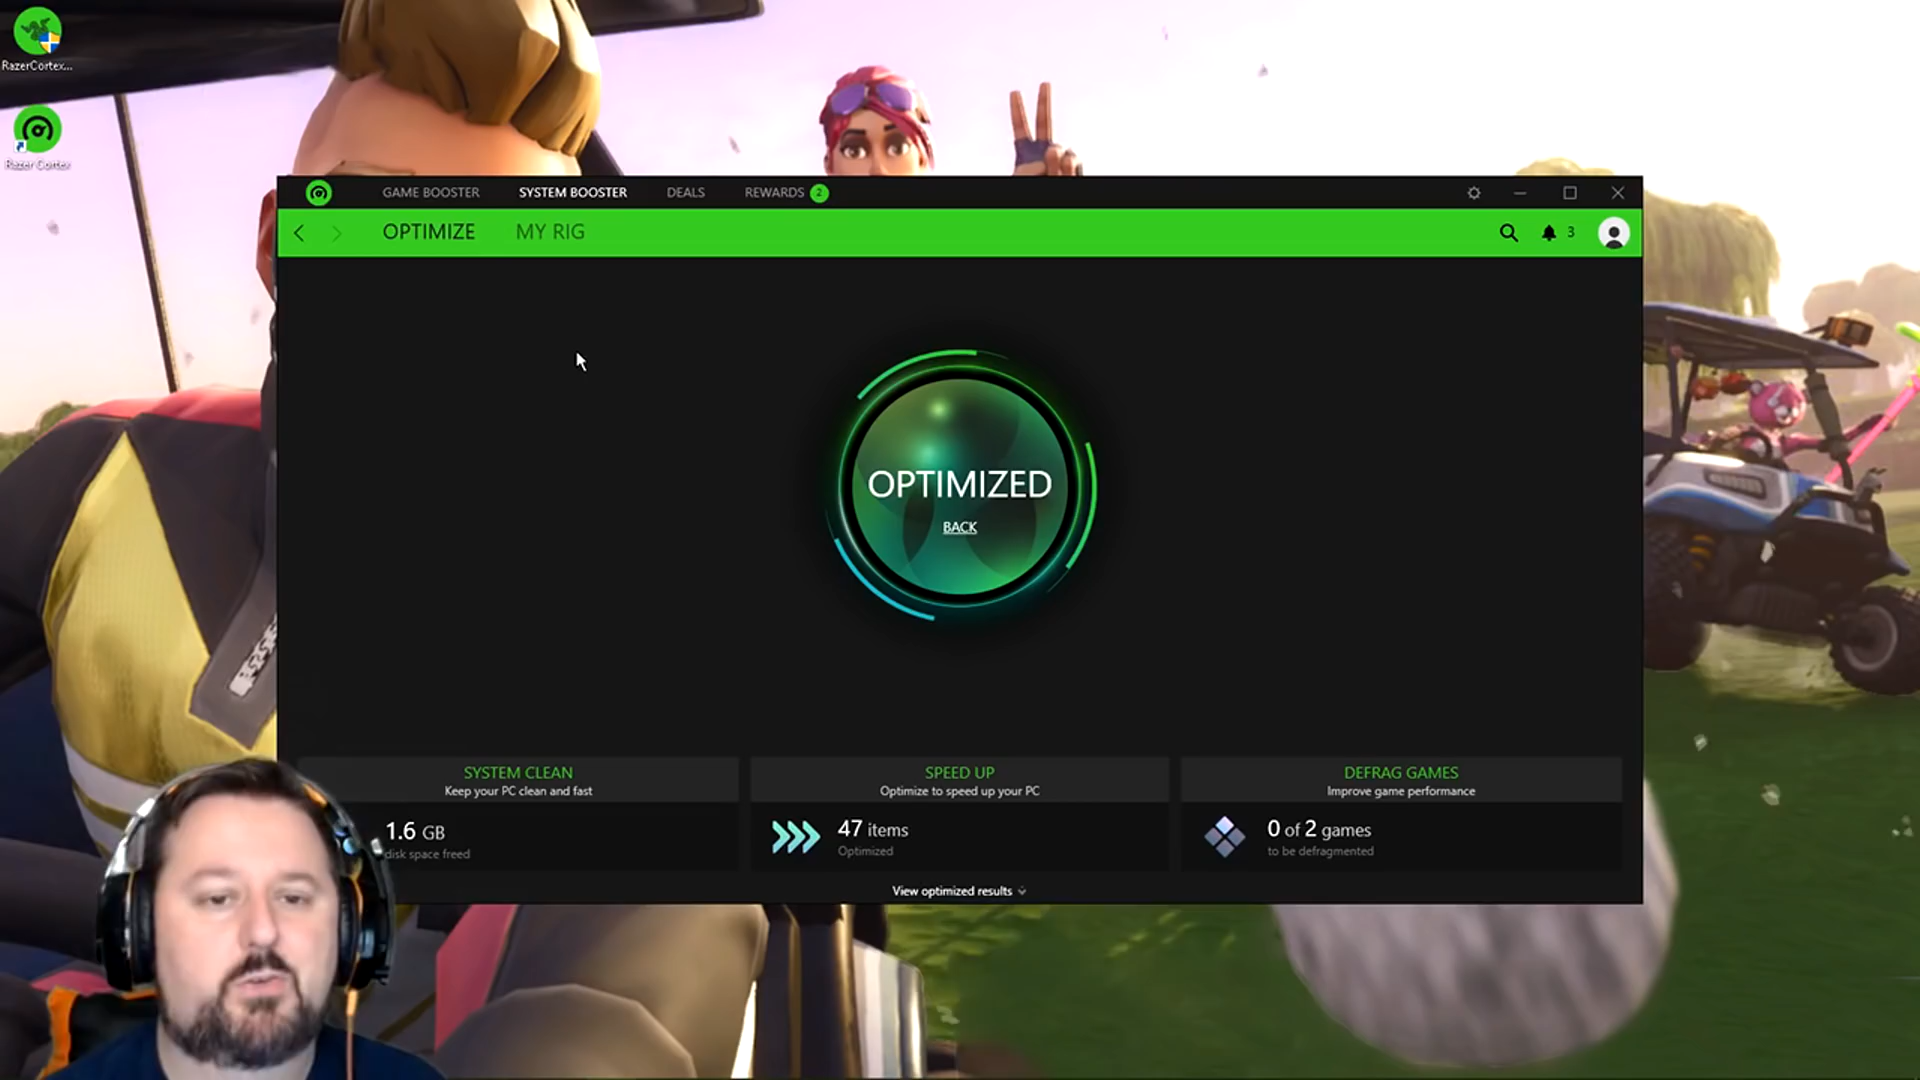 RazerCortex...
Razer Cortex
GAME BOOSTER SYSTEM BOOSTER DEALS REWARDS 2
OPTIMIZE MY RIG 3
OPTIMIZED
BACK
SYSTEM CLEAN
Keep your PC clean and fast
1.6 GB
disk space freed
SPEED UP
Optimize to speed up your PC
47 items
Optimized
DEFRAG GAMES
Improve game performance
0 of 2 games
to be defragmented
View optimized results